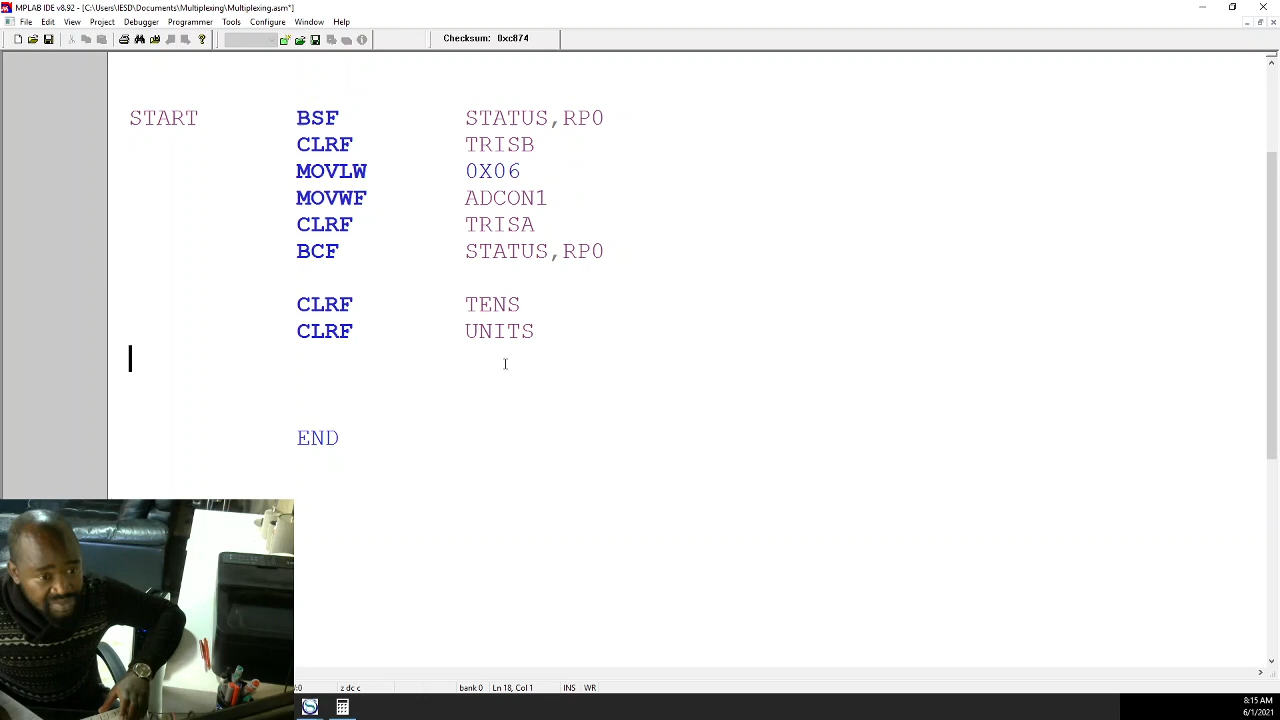 MPLAB IDE v8.92 - [C:\Users\IESD\Documents\Multiplexing\Multiplexing.asm*]
File Edit View Project Debugger Programmer Tools Configure Window Help
Checksum: 0xc874
START BSF STATUS,RP0
CLRF TRISB
MOVLW 0X06
MOVWF ADCON1
CLRF TRISA
BCF STATUS,RP0
CLRF TENS
CLRF UNITS
END
z dc c bank 0 Ln 18, Col 1 INS WR
8:15 AM
6/1/2021